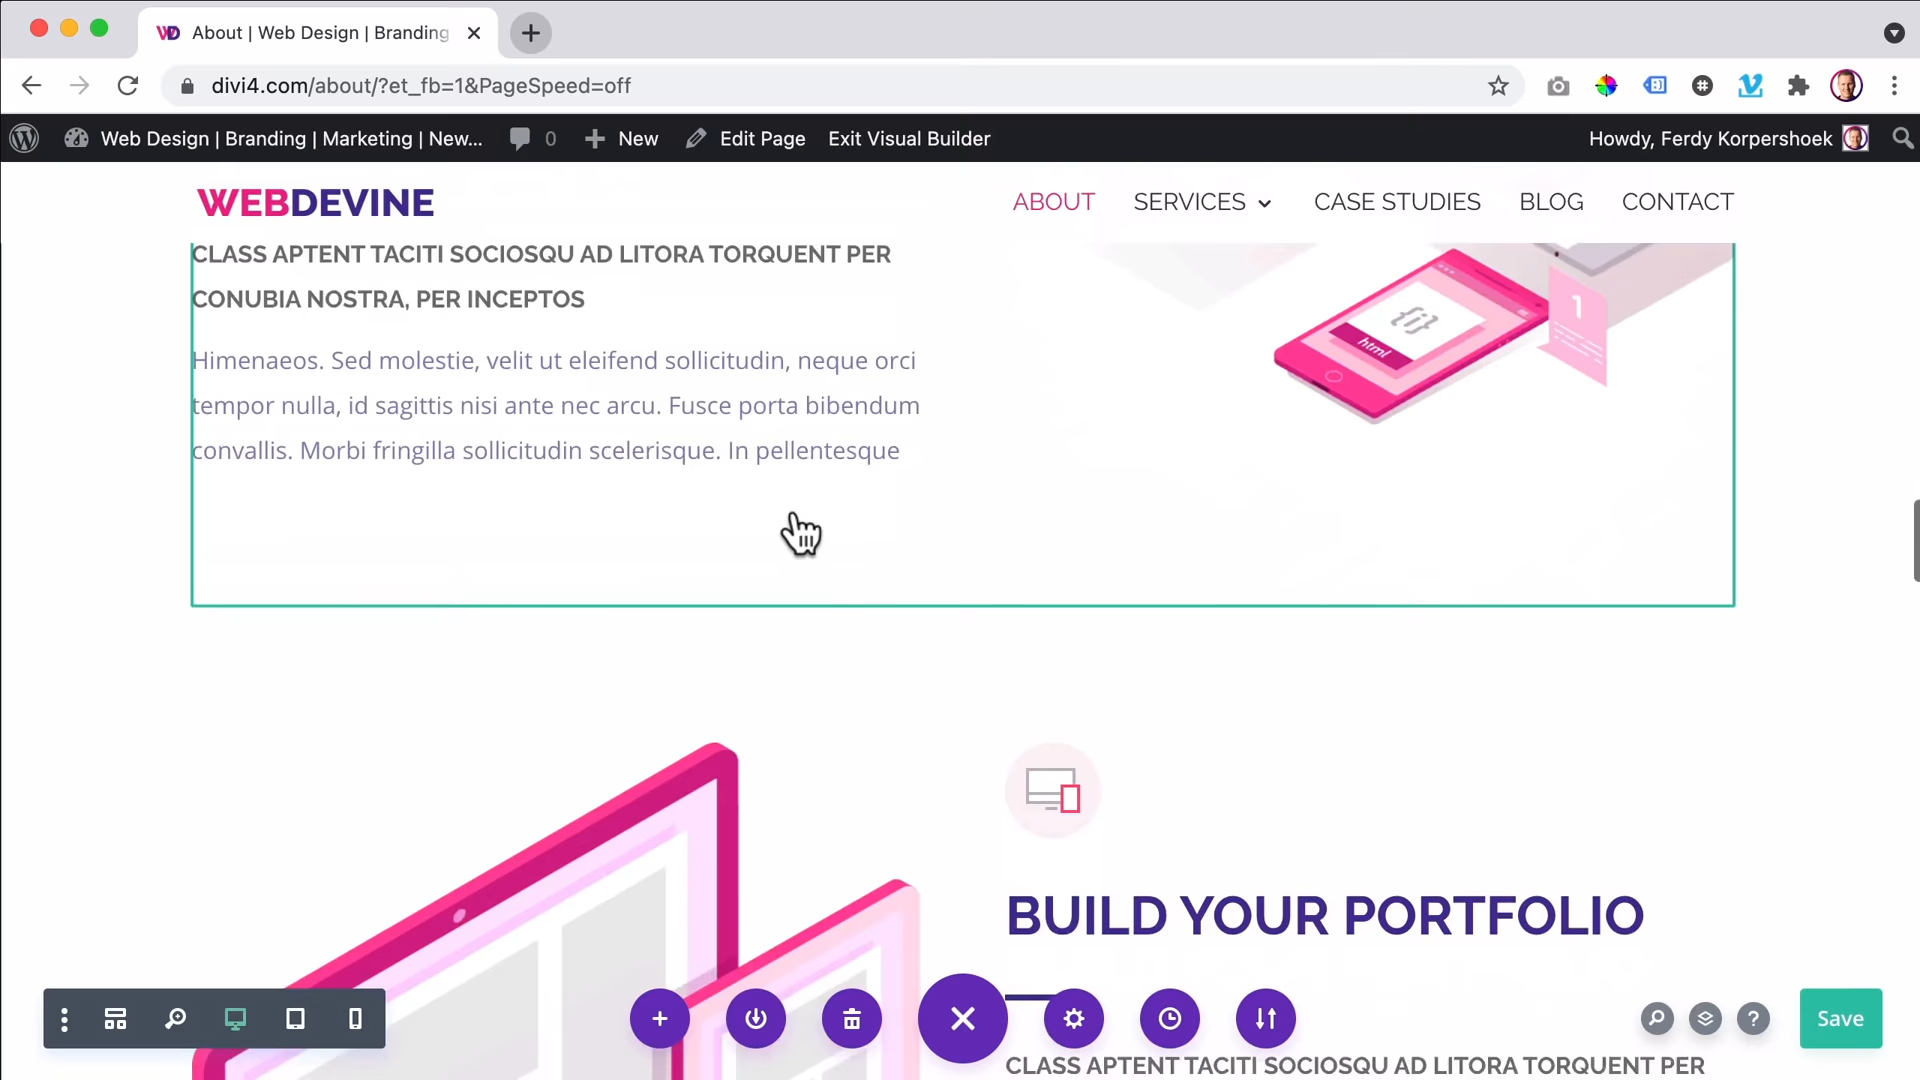 About | Web Design | Branding
divi4.com/about/?et_fb=1&PageSpeed=off
Web Design | Branding | Marketing | New... 0 New Edit Page Exit Visual Builder Howdy, Ferdy Korpershoek
WEBDEVINE ABOUT SERVICES CASE STUDIES BLOG CONTACT
CLASS APTENT TACITI SOCIOSQU AD LITORA TORQUENT PER
CONUBIA NOSTRA, PER INCEPTOS
Himenaeos. Sed molestie, velit ut eleifend sollicitudin, neque orci
tempor nulla, id sagittis nisi ante nec arcu. Fusce porta bibendum
convallis. Morbi fringilla sollicitudin scelerisque. In pellentesque
1
{i}
html
BUILD YOUR PORTFOLIO
Save
CLASS APTENT TACITI SOCIOSQU AD LITORA TORQUENT PER